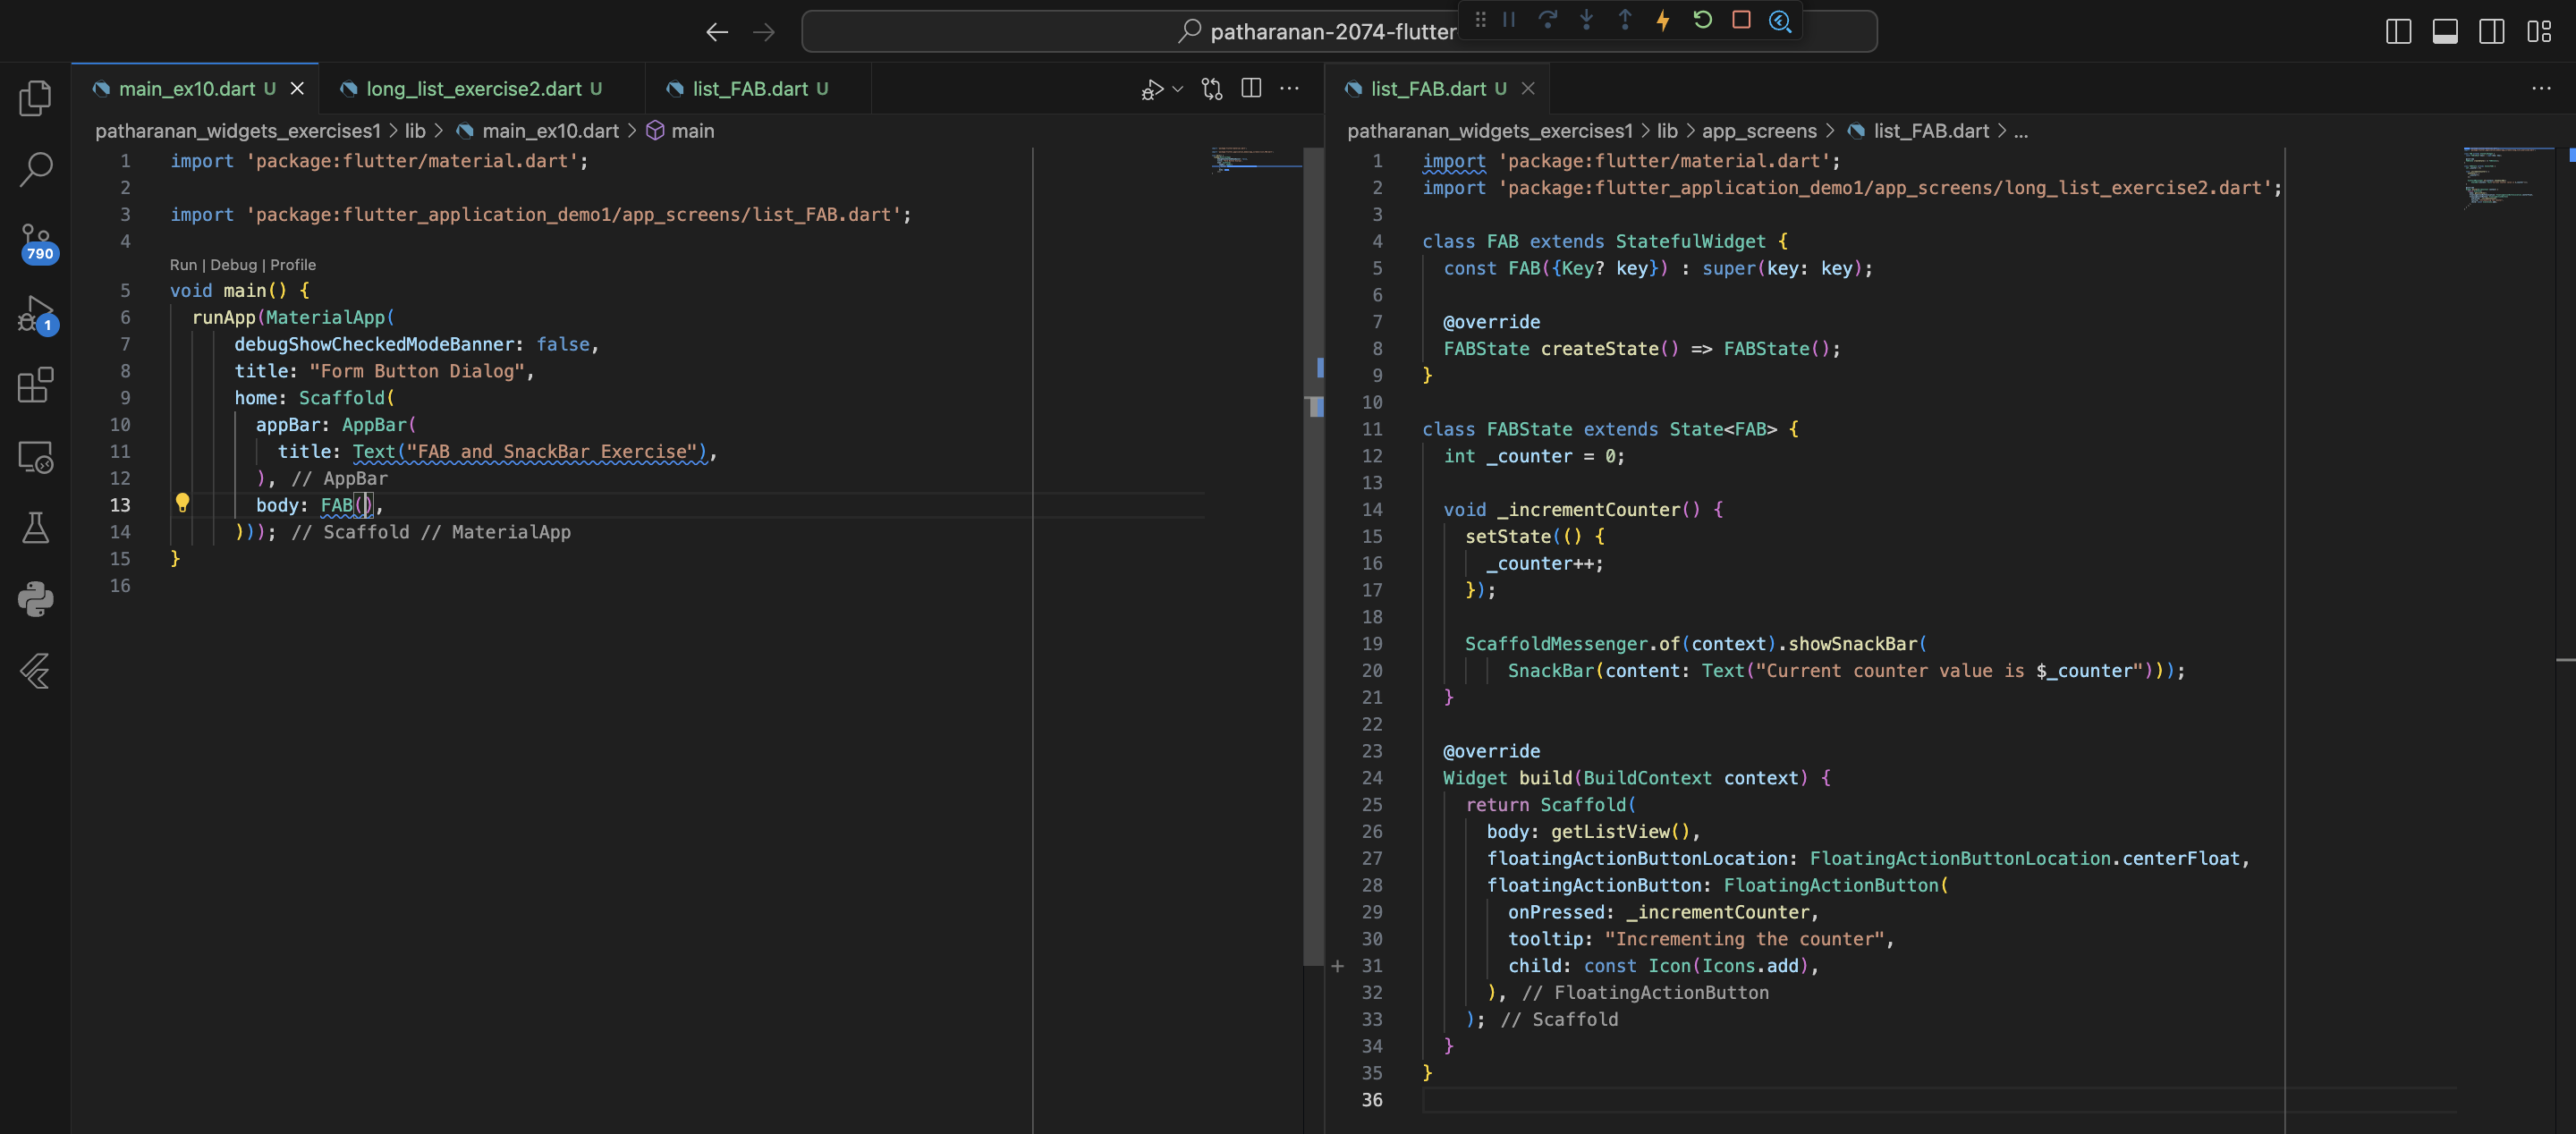 patharanan-2074-flutter
main_ex10.dart U
long_list_exercise2.dart U
list_FAB.dart U
patharanan_widgets_exercises1 > lib > main_ex10.dart > main
1 import 'package:flutter/material.dart';
2
3 import 'package:flutter_application_demo1/app_screens/list_FAB.dart';
4
Run | Debug | Profile
5 void main() {
6 runApp(MaterialApp(
7 debugShowCheckedModeBanner: false,
8 title: "Form Button Dialog",
9 home: Scaffold(
10 appBar: AppBar(
11 title: Text("FAB and SnackBar Exercise"),
12 ), // AppBar
13 body: FAB(),
14 ))); // Scaffold // MaterialApp
15 }
16
790
1
list_FAB.dart U
patharanan_widgets_exercises1 > lib > app_screens > list_FAB.dart > ...
1 import 'package:flutter/material.dart';
2 import 'package:flutter_application_demo1/app_screens/long_list_exercise2.dart';
3
4 class FAB extends StatefulWidget {
5 const FAB({Key? key}) : super(key: key);
6
7 @override
8 FABState createState() => FABState();
9 }
10
11 class FABState extends State<FAB> {
12 int _counter = 0;
13
14 void _incrementCounter() {
15 setState(() {
16 _counter++;
17 });
18
19 ScaffoldMessenger.of(context).showSnackBar(
20 SnackBar(content: Text("Current counter value is $_counter")));
21 }
22
23 @override
24 Widget build(BuildContext context) {
25 return Scaffold(
26 body: getListView(),
27 floatingActionButtonLocation: FloatingActionButtonLocation.centerFloat,
28 floatingActionButton: FloatingActionButton(
29 onPressed: _incrementCounter,
30 tooltip: "Incrementing the counter",
31 child: const Icon(Icons.add),
32 ), // FloatingActionButton
33 ); // Scaffold
34 }
35 }
36